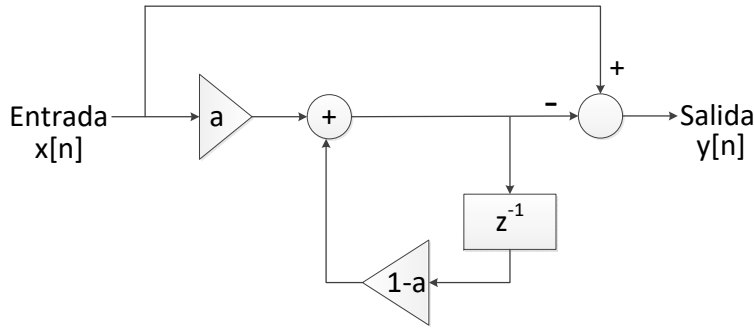 +
Entrada
x[n]
a
+
-
Salida
y[n]
z⁻¹
1-a